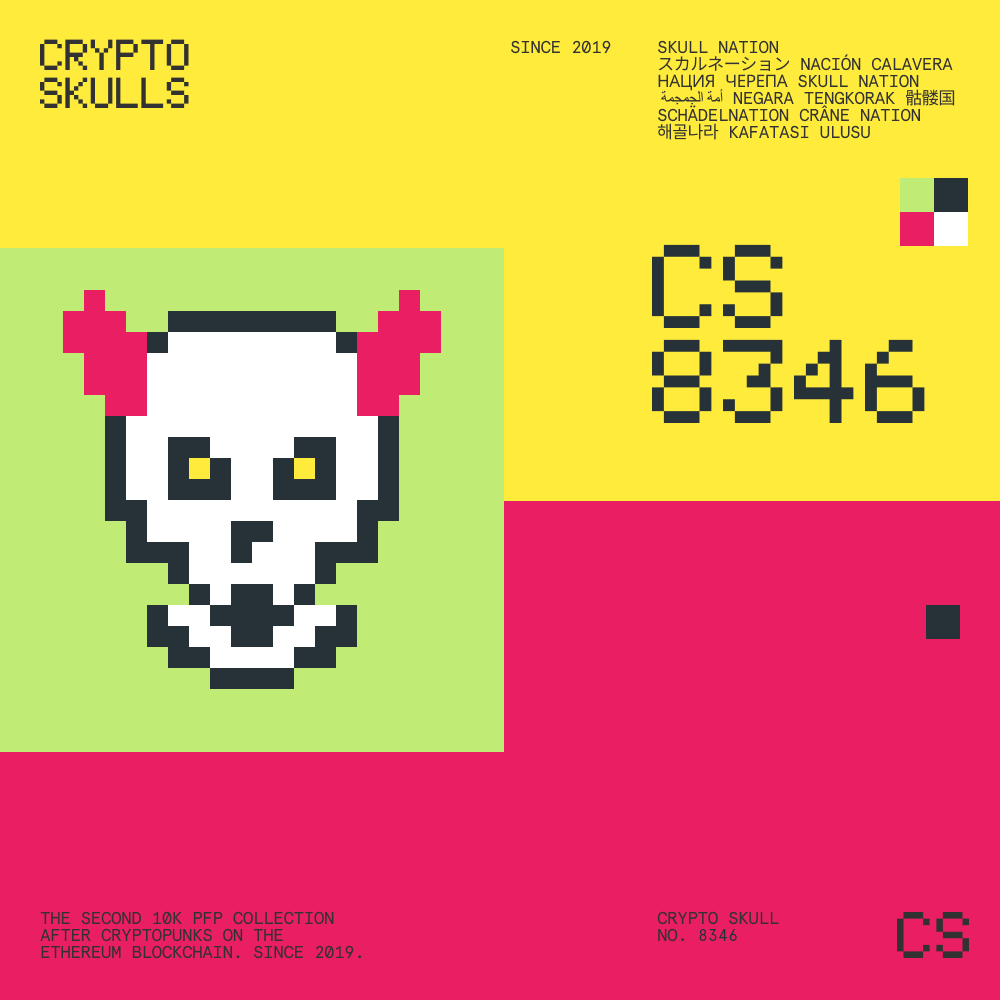 CRYPTO
SKULLS
SINCE 2019
SKULL NATION
スカルネーション NACIÓN CALAVERA
НАЦИЯ ЧЕРЕПА SKULL NATION
أمة الجمجمة NEGARA TENGKORAK 骷髅国
SCHÄDELNATION CRÂNE NATION
해골나라 KAFATASI ULUSU
CS
8346
THE SECOND 10K PFP COLLECTION
AFTER CRYPTOPUNKS ON THE
ETHEREUM BLOCKCHAIN. SINCE 2019.
CRYPTO SKULL
NO. 8346
CS